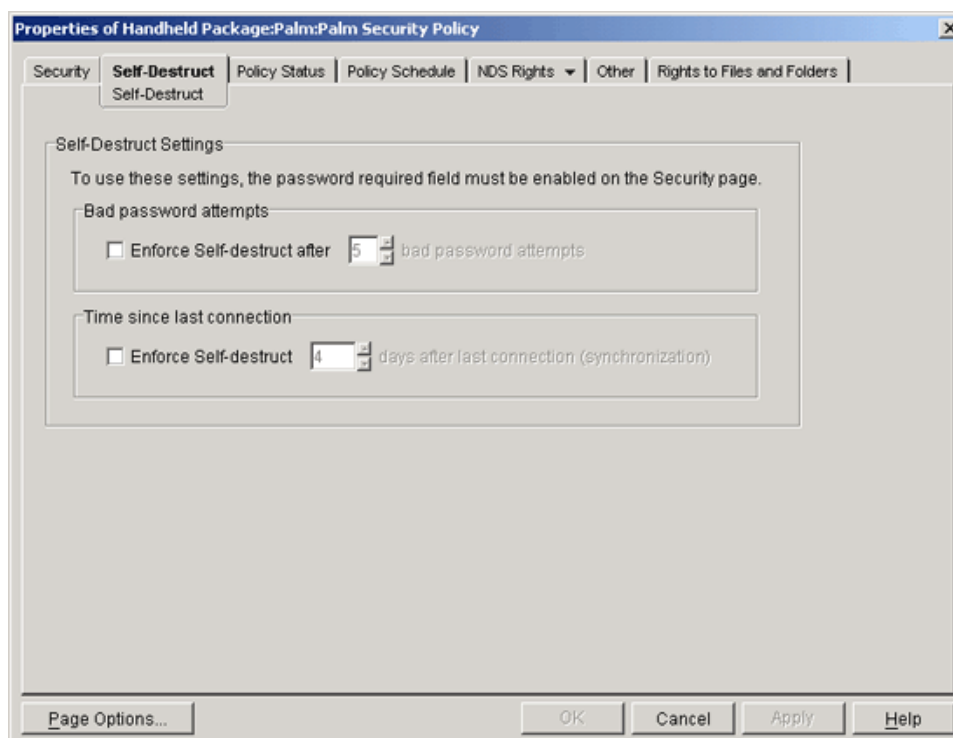 Properties of Handheld Package:Palm:Palm Security Policy
Security Self-Destruct Policy Status Policy Schedule NDS Rights Other Rights to Files and Folders
Self-Destruct
Self-Destruct Settings
To use these settings, the password required field must be enabled on the Security page.
Bad password attempts
Enforce Self-destruct after 5 bad password attempts
Time since last connection
Enforce Self-destruct 4 days after last connection (synchronization)
Page Options... OK Cancel Apply Help